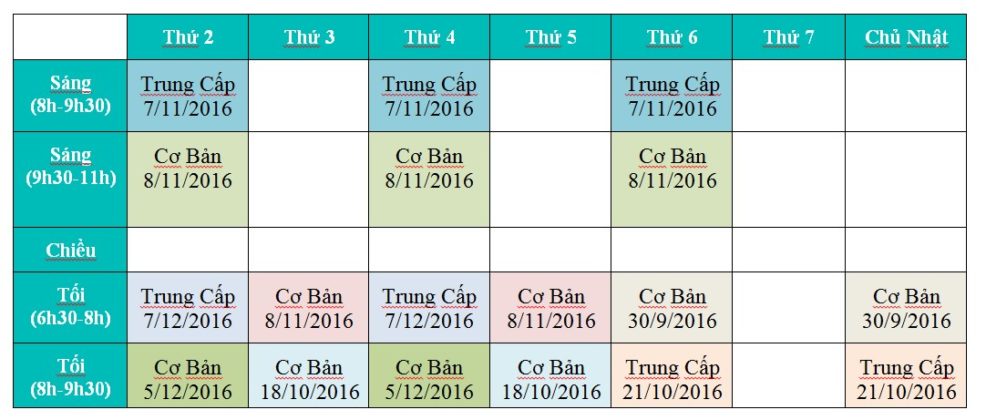 Thứ 2 Thứ 3 Thứ 4 Thứ 5 Thứ 6 Thứ 7 Chủ Nhật
Sáng Trung Cấp Trung Cấp Trung Cấp
(8h-9h30) 7/11/2016 7/11/2016 7/11/2016
Sáng Cơ Bản Cơ Bản Cơ Bản
(9h30-11h) 8/11/2016 8/11/2016 8/11/2016
Chiều
Tối Trung Cấp Cơ Bản Trung Cấp Cơ Bản Cơ Bản Cơ Bản
(6h30-8h) 7/12/2016 8/11/2016 7/12/2016 8/11/2016 30/9/2016 30/9/2016
Tối Cơ Bản Cơ Bản Cơ Bản Cơ Bản Trung Cấp Trung Cấp
(8h-9h30) 5/12/2016 18/10/2016 5/12/2016 18/10/2016 21/10/2016 21/10/2016